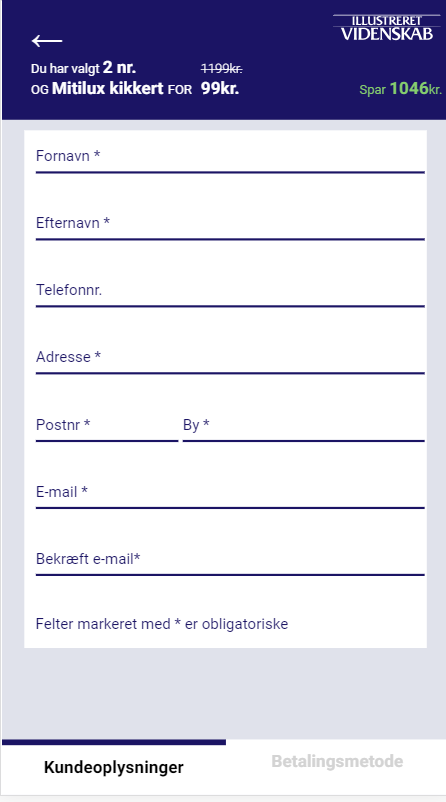 ILLUSTRERET
VIDENSKAB
Du har valgt 2 nr. 1199kr.
OG Mitilux kikkert FOR 99kr. Spar 1046kr.
Fornavn *
Efternavn *
Telefonnr.
Adresse *
Postnr * By *
E-mail *
Bekræft e-mail*
Felter markeret med * er obligatoriske
Kundeoplysninger Betalingsmetode